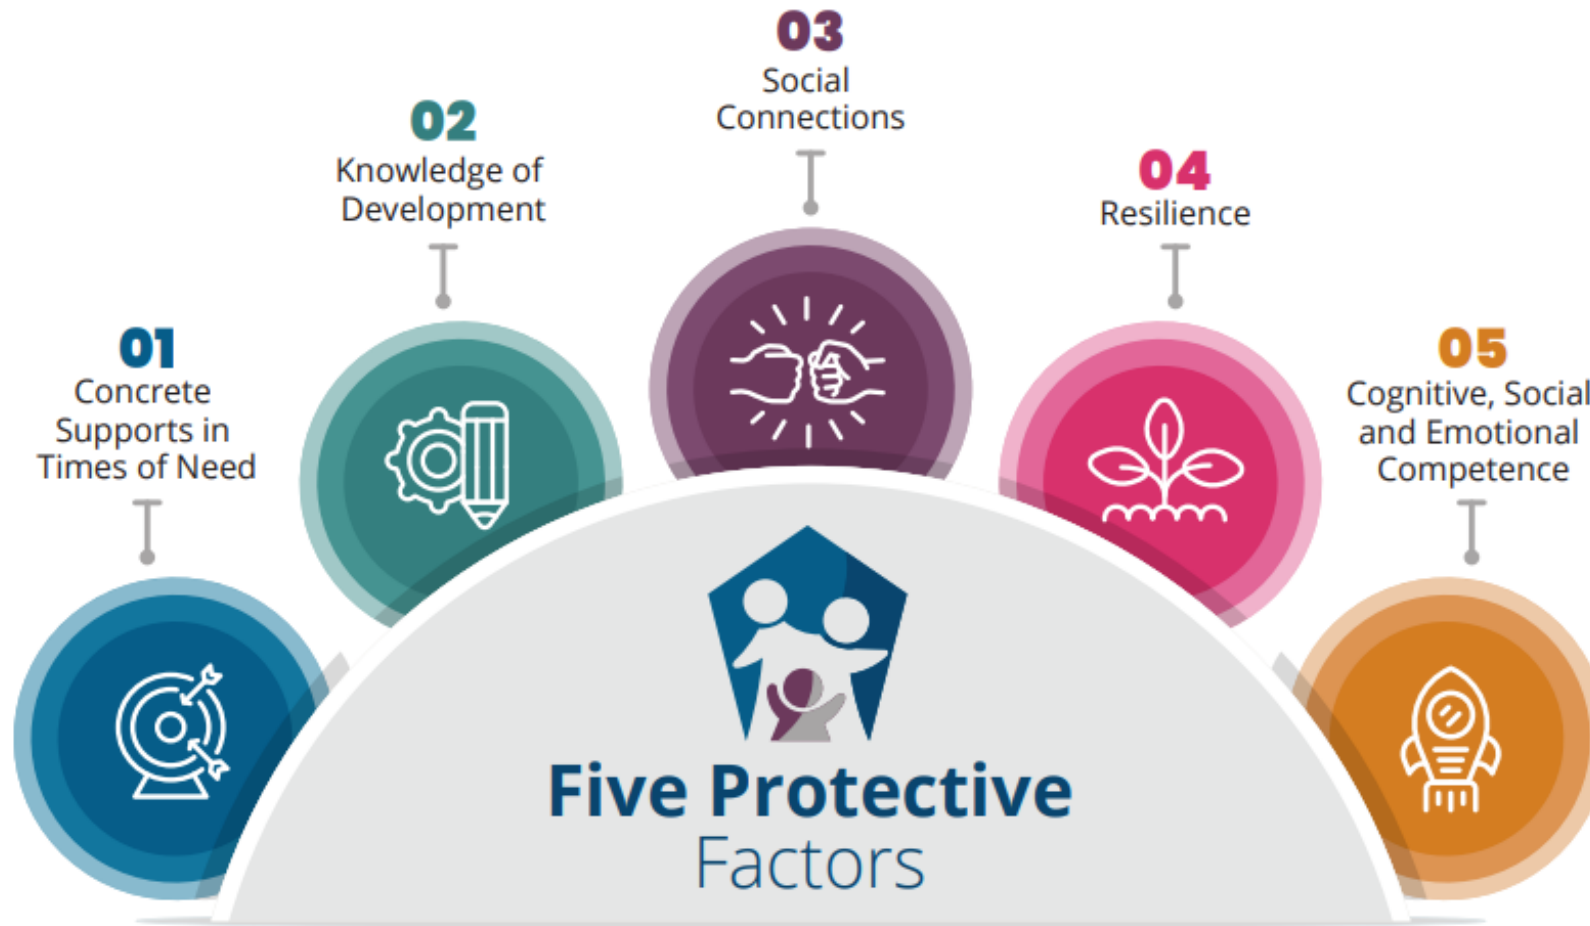 01
Concrete
Supports in
Times of Need
02
Knowledge of
Development
03
Social
Connections
04
Resilience
05
Cognitive, Social
and Emotional
Competence
Five Protective
Factors